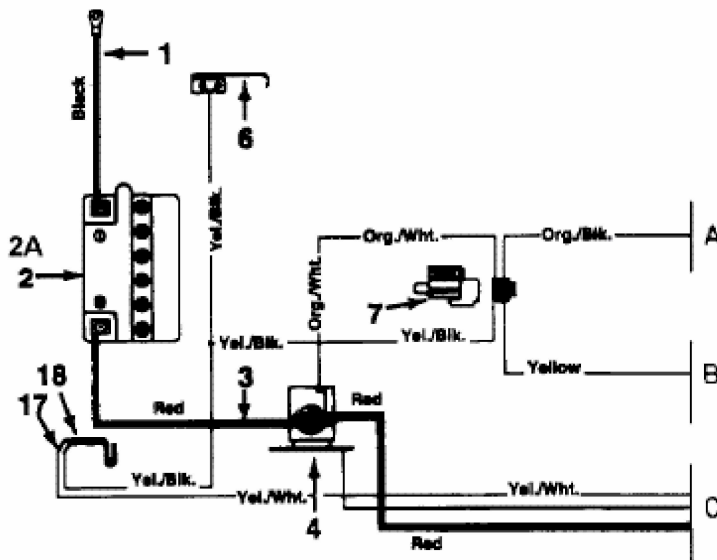 1
Black
6
Yel./Blk.
2A
2
Org./Wht.
Org./Blk.
A
Org./Wht.
7
Yel./Blk.
Yel./Blk.
Yellow
B
18
17
3
Red
Red
Yel./Blk.
Yel./Wht.
Yel./Wht.
4
C
Red